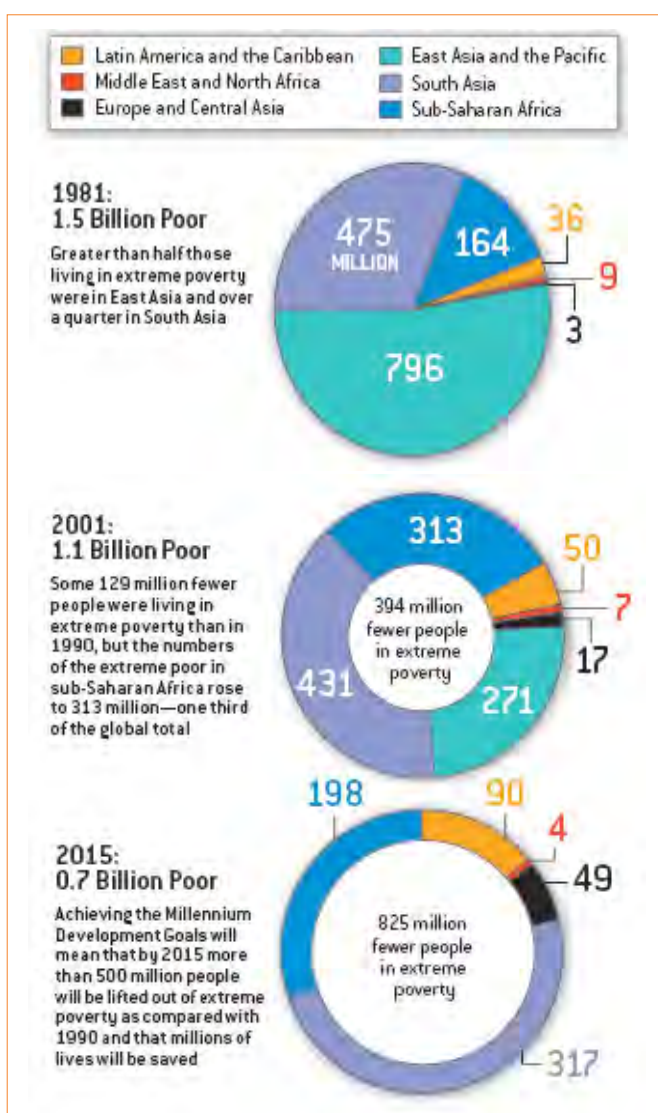 Latin America and the Caribbean
Middle East and North Africa
Europe and Central Asia
East Asia and the Pacific
South Asia
Sub-Saharan Africa
1981:
1.5 Billion Poor
Greater than half those
living in extreme poverty
were in East Asia and over
a quarter in South Asia
475
MILLION
164
36
9
3
796
2001:
1.1 Billion Poor
Some 129 million fewer
people were living in
extreme poverty than in
1990, but the numbers
of the extreme poor in
sub-Saharan Africa rose
to 313 million—one third
of the global total
313
50
7
17
271
431
394 million
fewer people
in extreme
poverty
2015:
0.7 Billion Poor
Achieving the Millennium
Development Goals will
mean that by 2015 more
than 500 million people
will be lifted out of extreme
poverty as compared with
1990 and that millions of
lives will be saved
198
90
4
49
317
825 million
fewer people
in extreme
poverty